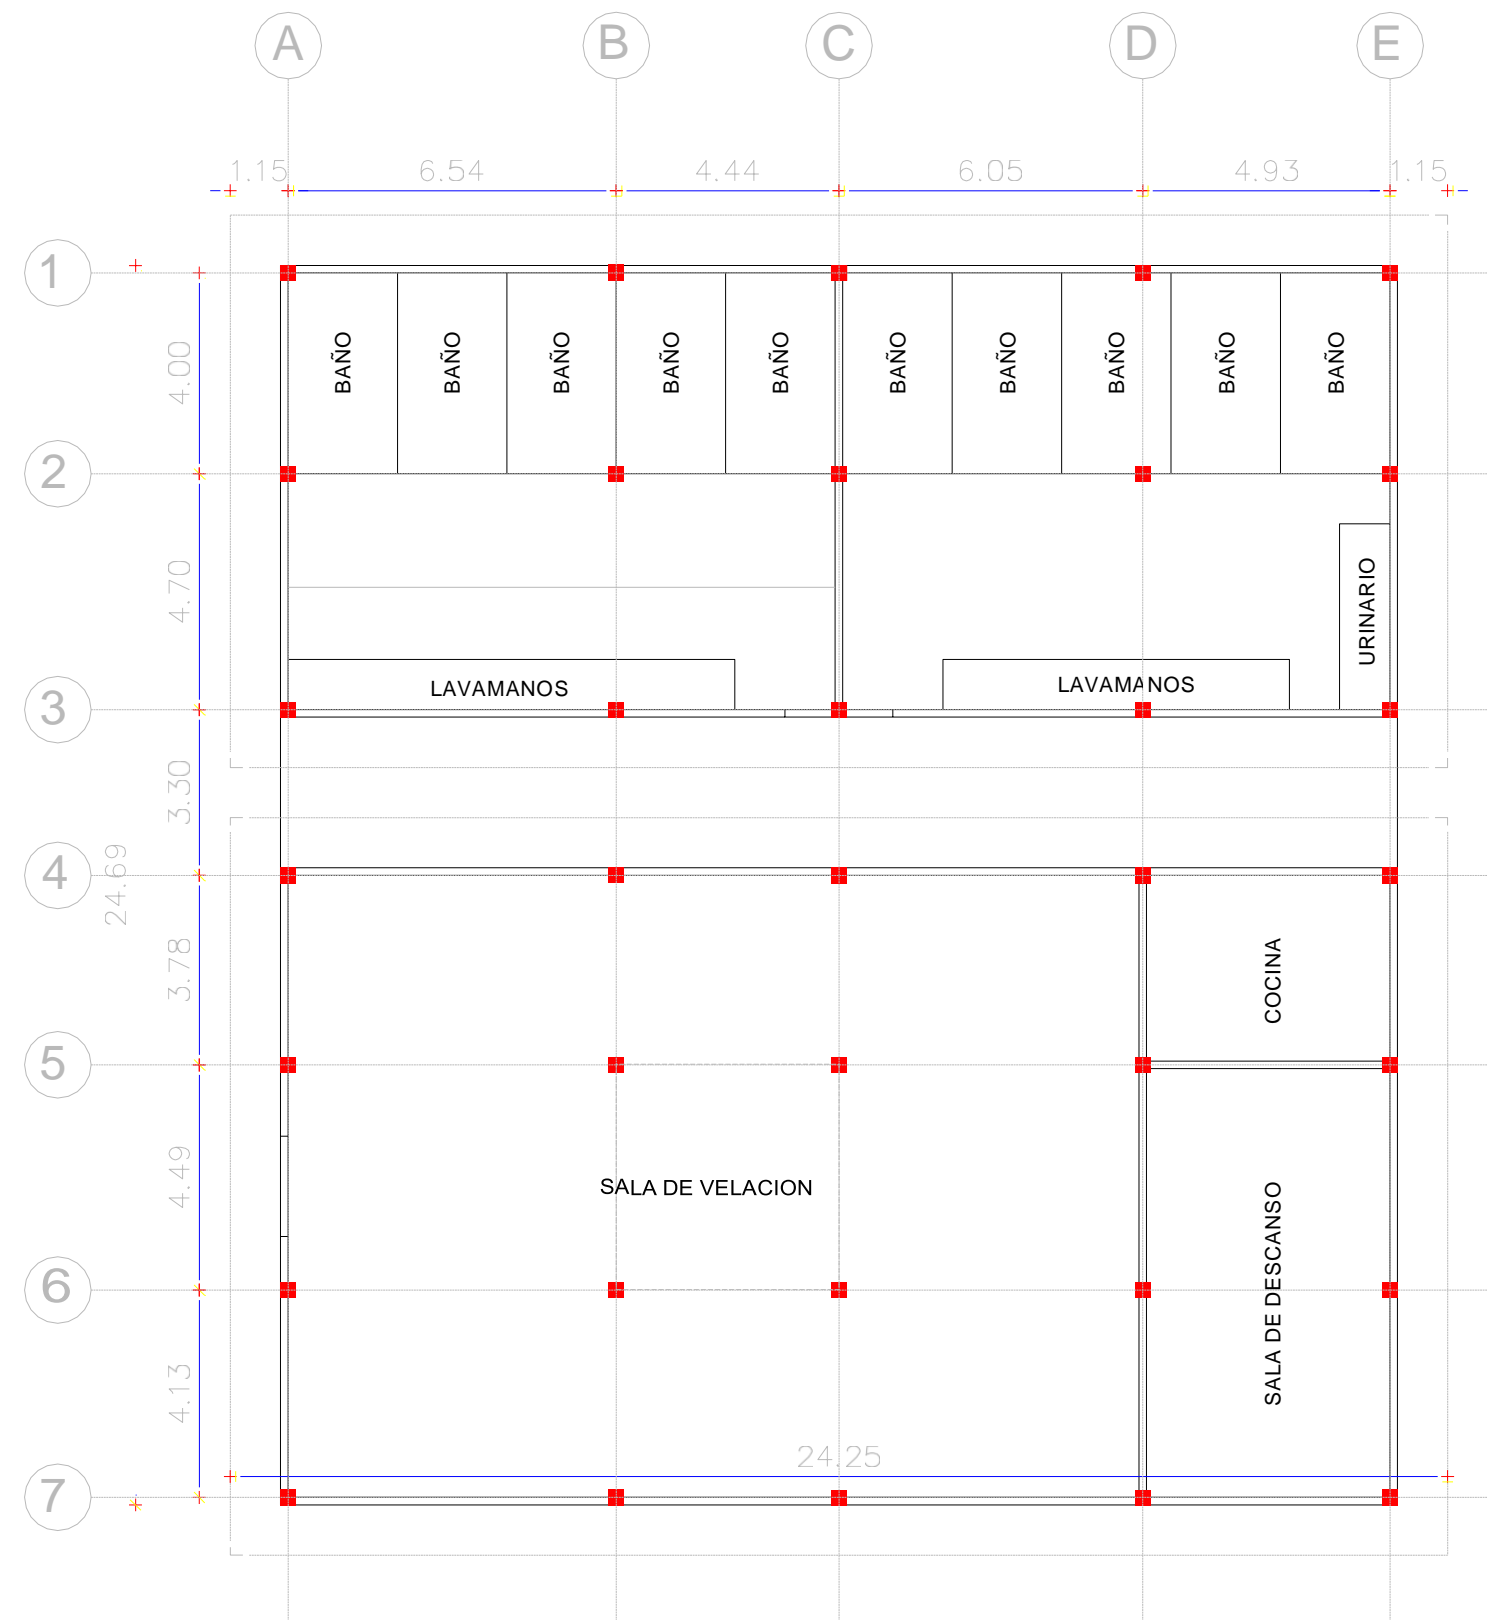 A B C D E
1.15 6.54 4.44 6.05 4.93 1.15
1
BAÑO BAÑO BAÑO BAÑO BAÑO BAÑO BAÑO BAÑO BAÑO BAÑO
4.00
2
4.70
URINARIO
LAVAMANOS LAVAMANOS
3
3.30
4
24.69
3.78
COCINA
5
4.49
SALA DE VELACION
SALA DE DESCANSO
6
4.13
24.25
7